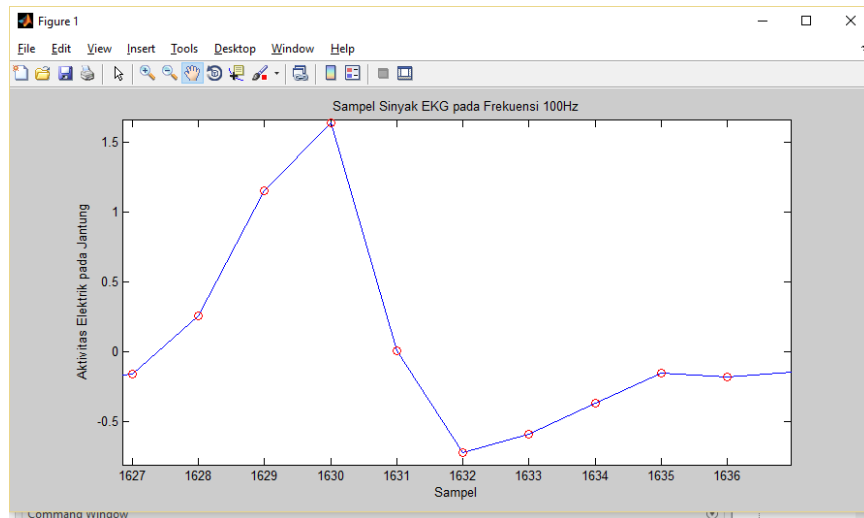 Figure 1
File Edit View Insert Tools Desktop Window Help
Sampel Sinyak EKG pada Frekuensi 100Hz
Aktivitas Elektrik pada Jantung
1.5
1
0.5
0
-0.5
1627 1628 1629 1630 1631 1632 1633 1634 1635 1636
Sampel
Command Window